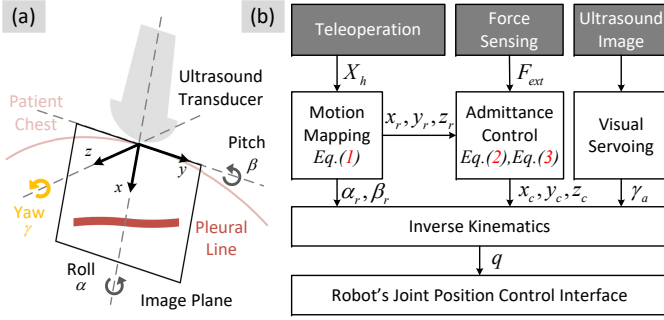 (a)
Ultrasound
Transducer
Patient
Chest
Pitch
β
z
y
x
Yaw
γ
Pleural
Line
Roll
α
Image Plane
(b)
Teleoperation
Force
Sensing
Ultrasound
Image
X_h
F_ext
Motion
Mapping
Eq.(1)
x_r, y_r, z_r
Admittance
Control
Eq.(2),Eq.(3)
Visual
Servoing
α_r, β_r
x_c, y_c, z_c
γ_a
Inverse Kinematics
q
Robot's Joint Position Control Interface